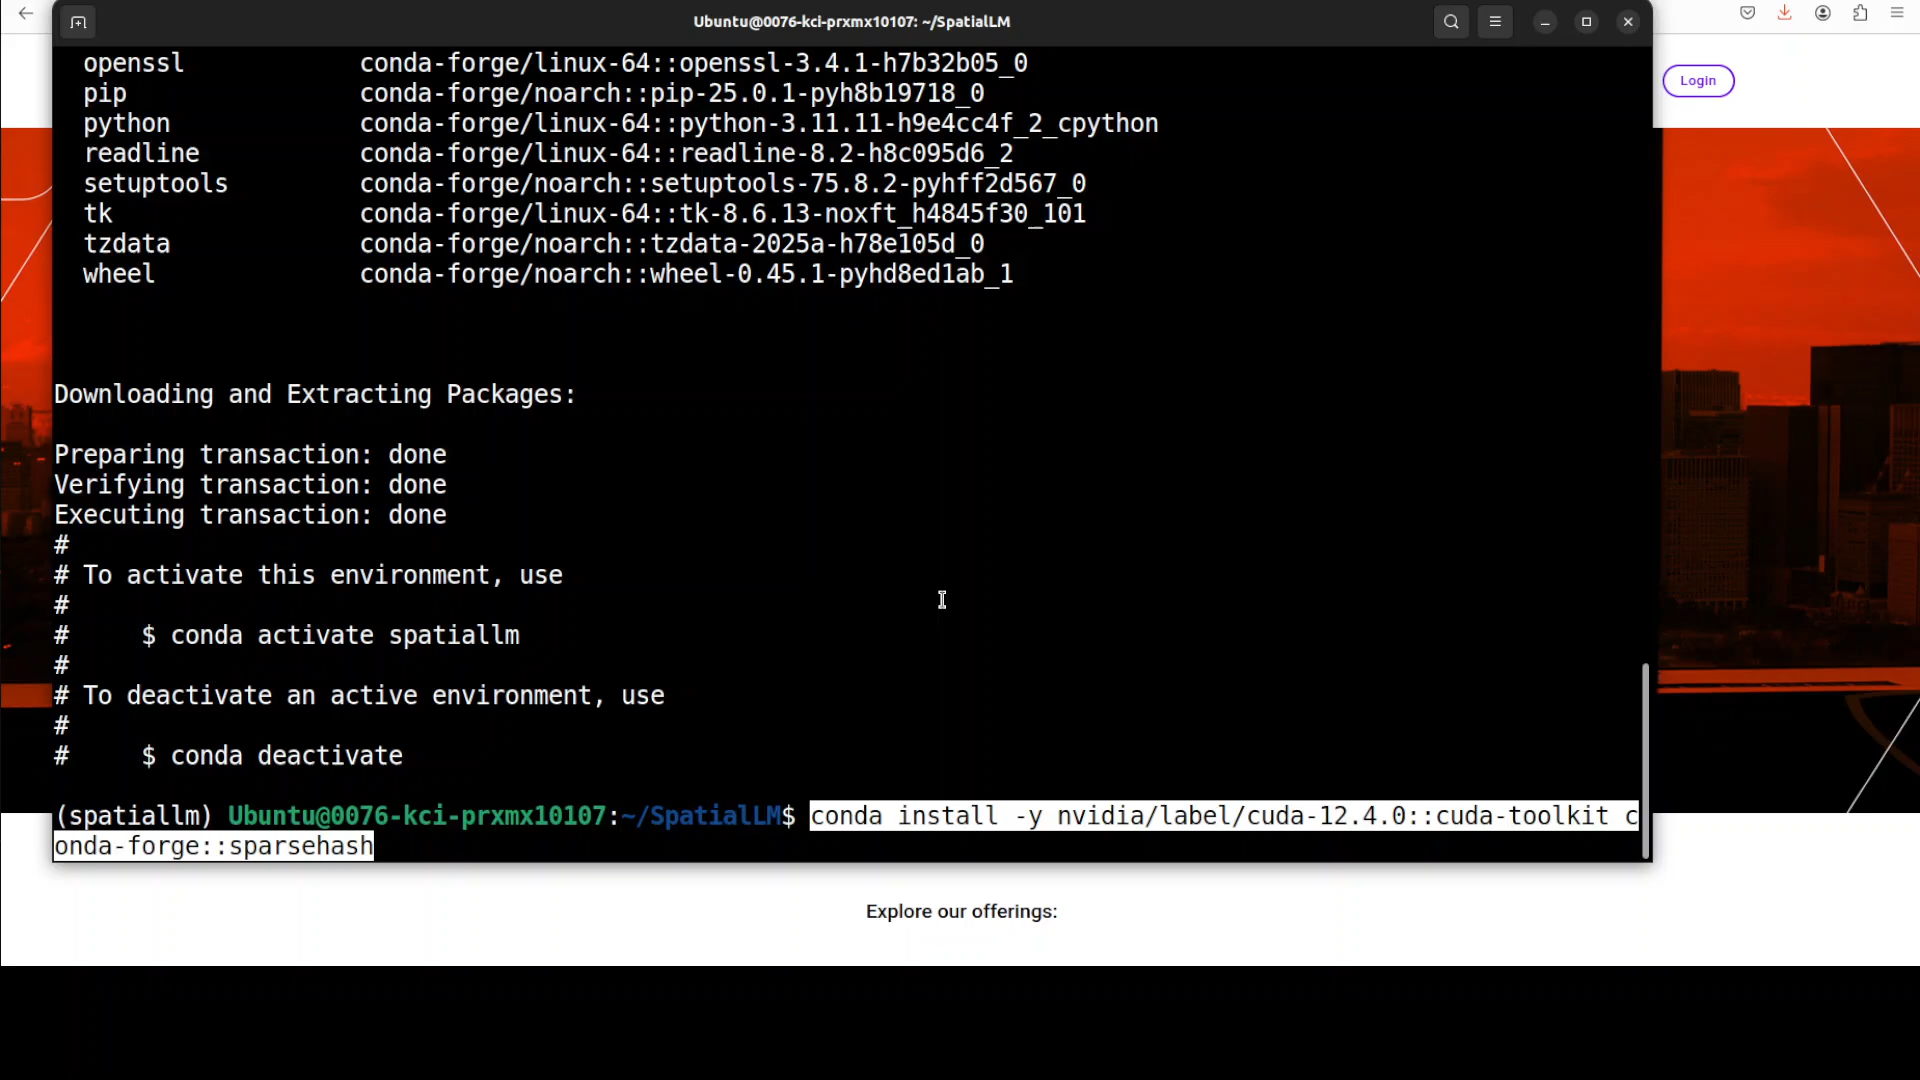 Ubuntu@0076-kci-prxmx10107: ~/SpatialLM
Login
openssl conda-forge/linux-64::openssl-3.4.1-h7b32b05_0
pip conda-forge/noarch::pip-25.0.1-pyh8b19718_0
python conda-forge/linux-64::python-3.11.11-h9e4cc4f_2_cpython
readline conda-forge/linux-64::readline-8.2-h8c095d6_2
setuptools conda-forge/noarch::setuptools-75.8.2-pyhff2d567_0
tk conda-forge/linux-64::tk-8.6.13-noxft_h4845f30_101
tzdata conda-forge/noarch::tzdata-2025a-h78e105d_0
wheel conda-forge/noarch::wheel-0.45.1-pyhd8ed1ab_1
Downloading and Extracting Packages:
Preparing transaction: done
Verifying transaction: done
Executing transaction: done
#
# To activate this environment, use
#
# $ conda activate spatiallm
#
# To deactivate an active environment, use
#
# $ conda deactivate
(spatiallm) Ubuntu@0076-kci-prxmx10107:~/SpatialLM$ conda install -y nvidia/label/cuda-12.4.0::cuda-toolkit c
onda-forge::sparsehash
Explore our offerings: